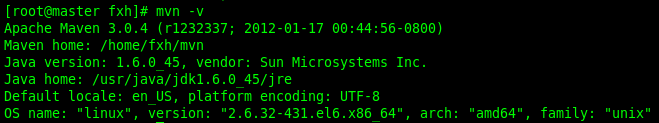 [root@master fxh]# mvn -v
Apache Maven 3.0.4 (r1232337; 2012-01-17 00:44:56-0800)
Maven home: /home/fxh/mvn
Java version: 1.6.0_45, vendor: Sun Microsystems Inc.
Java home: /usr/java/jdk1.6.0_45/jre
Default locale: en_US, platform encoding: UTF-8
OS name: "linux", version: "2.6.32-431.el6.x86_64", arch: "amd64", family: "unix"